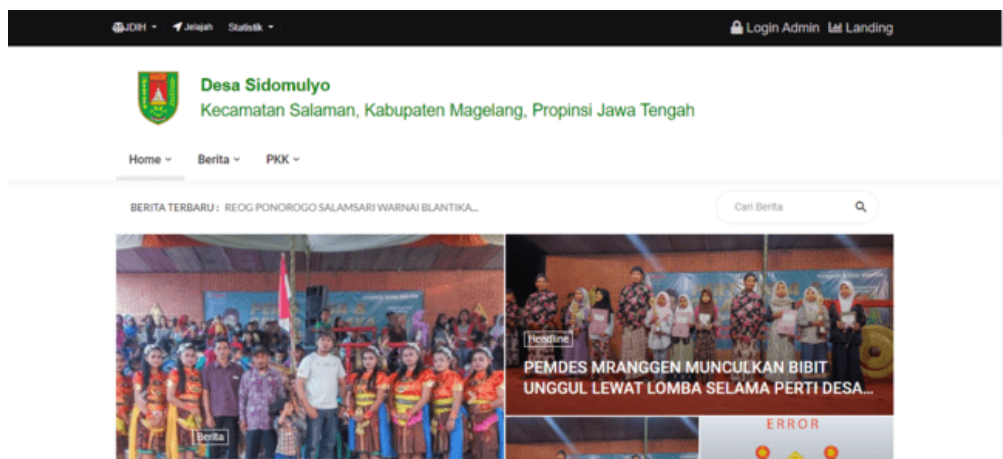 JDIH
Jelajah
Statistik
Login Admin
Landing
Desa Sidomulyo
Kecamatan Salaman, Kabupaten Magelang, Propinsi Jawa Tengah
Home
Berita
PKK
BERITA TERBARU : REOG PONOROGO SALAMSARI WARNAI BLANTIKA...
Cari Berita
Headline
PEMDES MRANGGEN MUNCULKAN BIBIT
UNGGUL LEWAT LOMBA SELAMA PERTI DESA...
Berita
ERROR